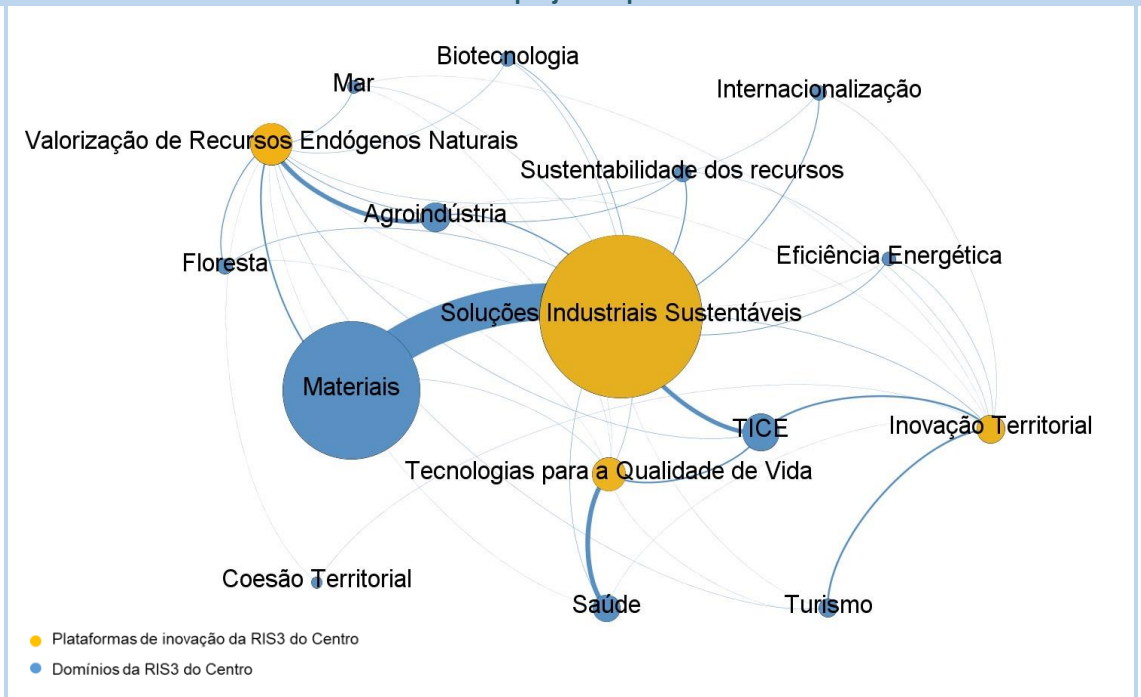 Biotecnologia
Mar
Internacionalização
Valorização de Recursos Endógenos Naturais
Sustentabilidade dos recursos
Agroindústria
Floresta
Eficiência Energética
Soluções Industriais Sustentáveis
Materiais
TICE
Inovação Territorial
Tecnologias para a Qualidade de Vida
Coesão Territorial
Saúde
Turismo
Plataformas de inovação da RIS3 do Centro
Domínios da RIS3 do Centro